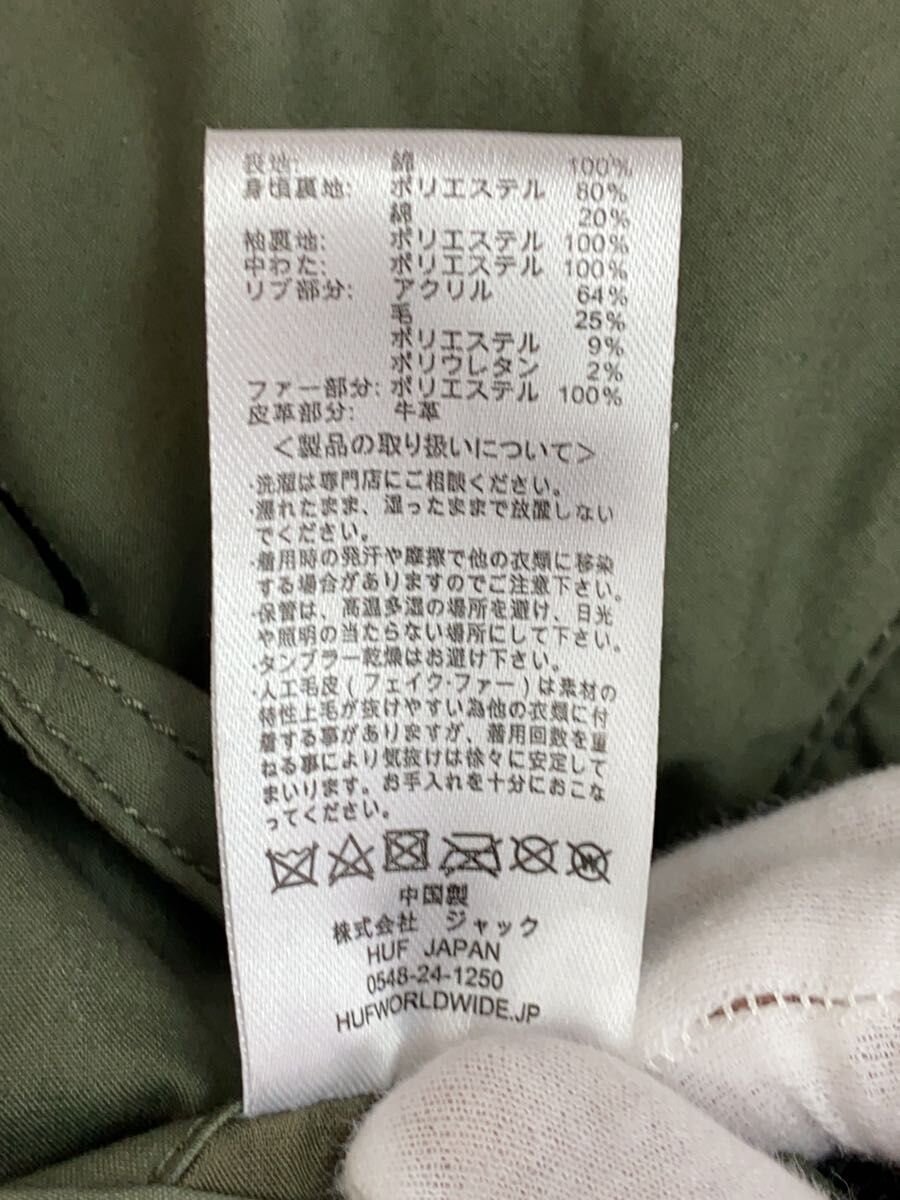 表地: 綿 100%
身頃裏地: ポリエステル 80%
綿 20%
袖裏地: ポリエステル 100%
中わた: ポリエステル 100%
リブ部分: アクリル 64%
毛 25%
ポリエステル 9%
ポリウレタン 2%
ファー部分: ポリエステル 100%
皮革部分: 牛革
<製品の取り扱いについて>
・洗濯は専門店にご相談ください。
・濡れたまま、湿ったままで放置しない
でください。
・着用時の発汗や摩擦で他の衣類に移染
する場合がありますのでご注意下さい。
・保管は、高温多湿の場所を避け、日光
や照明の当たらない場所にして下さい。
・タンブラー乾燥はお避け下さい。
・人工毛皮(フェイク・ファー)は素材の
特性上毛が抜けやすい為他の衣類に付
着する事がありますが、着用回数を重
ねる事により気抜けは徐々に安定して
まいります。お手入れを十分におこな
ってください。
W
中国製
株式会社 ジャック
HUF JAPAN
0548-24-1250
HUFWORLDWIDE.JP